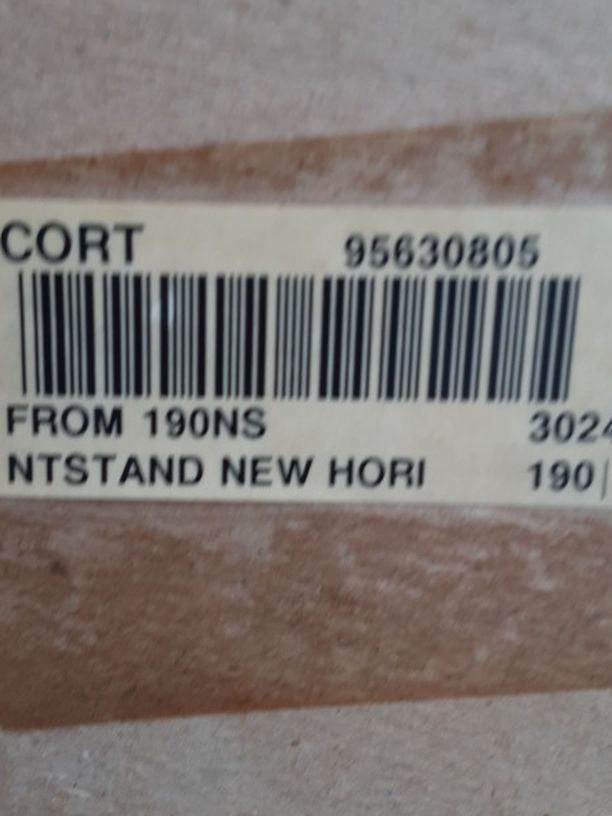 CORT 95630805
FROM 190NS 3024
NTSTAND NEW HORI 190